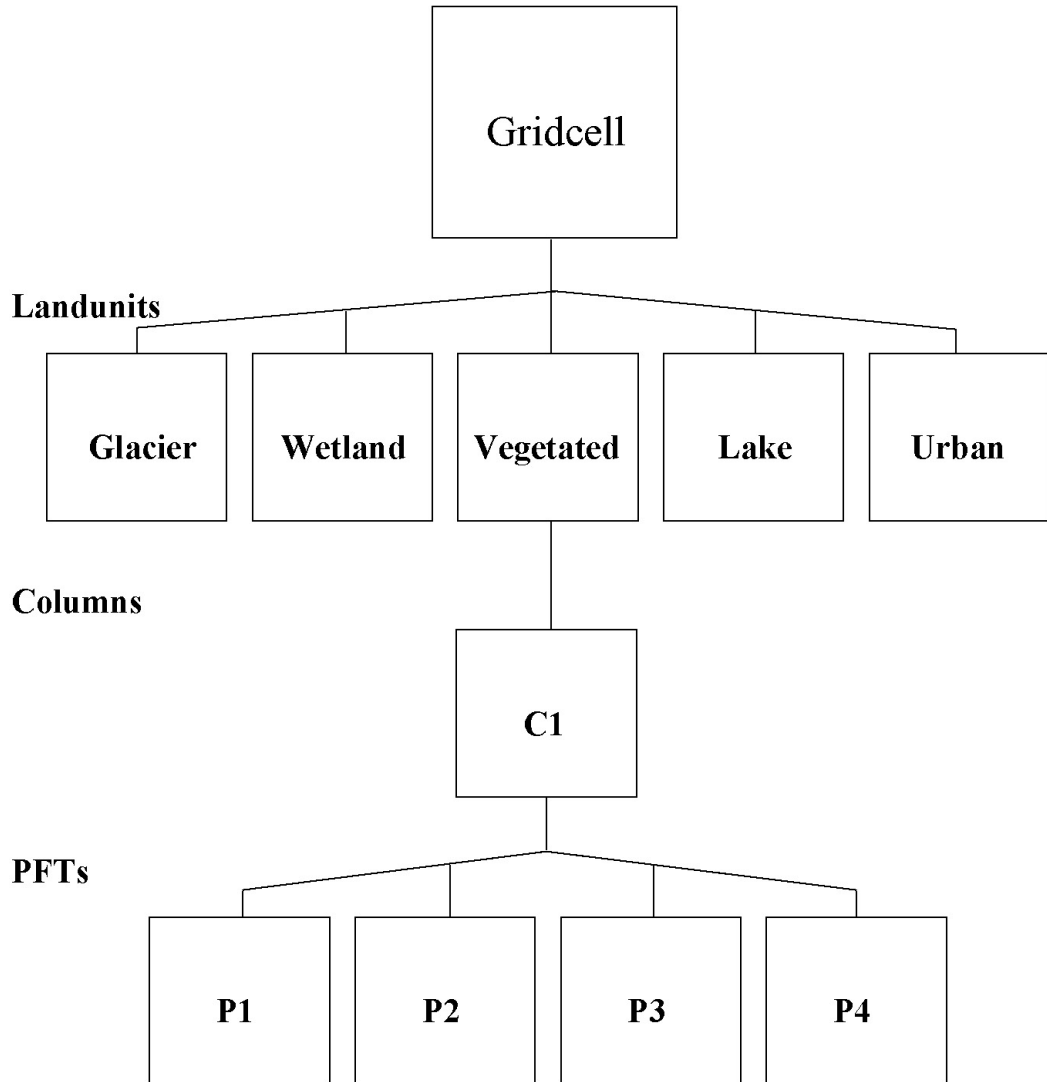 Gridcell
Landunits
Glacier Wetland Vegetated Lake Urban
Columns
C1
PFTs
P1 P2 P3 P4